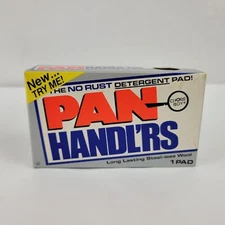 New...
TRY ME!
THE NO RUST DETERGENT PAD!
PAN
HANDL'RS
Long Lasting Steel-less Wool
1 PAD